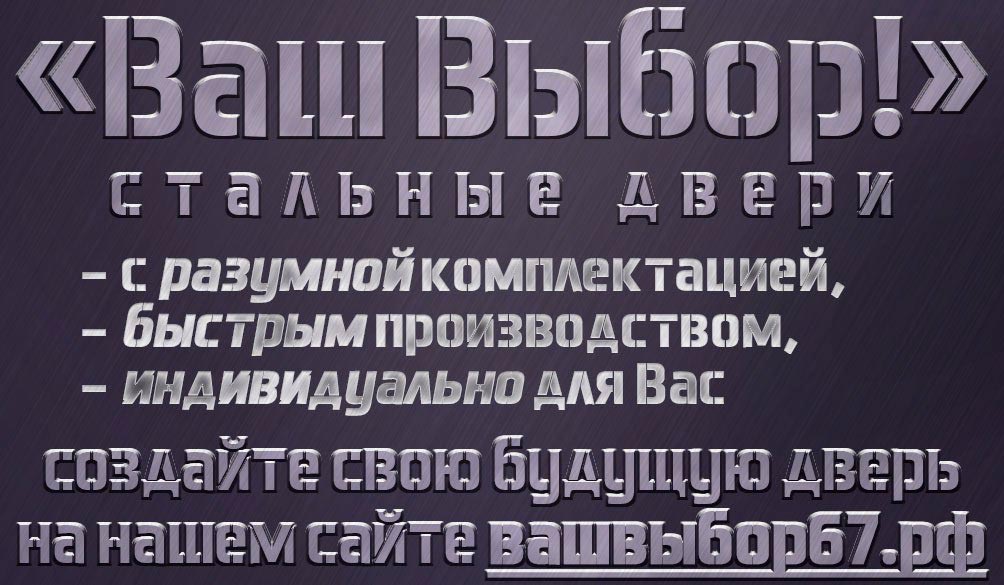 «Ваш Выбор!»
стальные двери
– с разумной комплектацией,
– быстрым производством,
– индивидуально для Вас
создайте свою будущую дверь
на нашем сайте вашвыбор67.рф